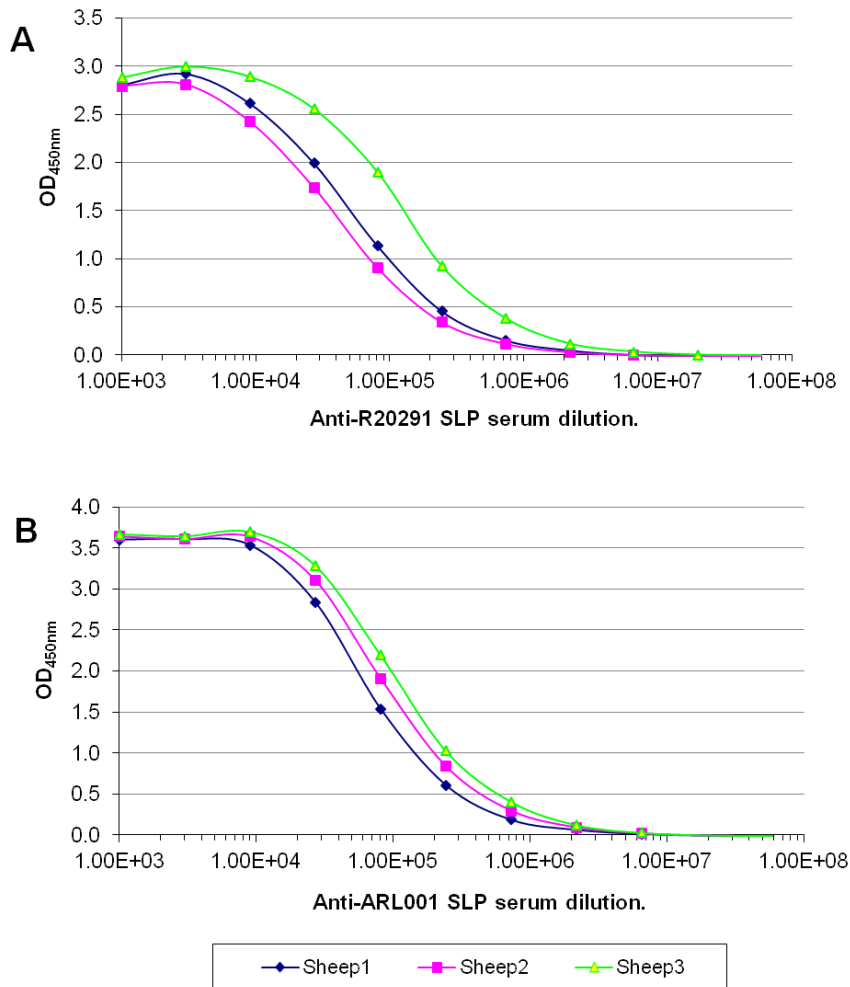 A
3.5
3.0
2.5
2.0
1.5
1.0
0.5
0.0
OD450nm
1.00E+03 1.00E+04 1.00E+05 1.00E+06 1.00E+07 1.00E+08
Anti-R20291 SLP serum dilution.
B
4.0
3.5
3.0
2.5
2.0
1.5
1.0
0.5
0.0
OD450nm
1.00E+03 1.00E+04 1.00E+05 1.00E+06 1.00E+07 1.00E+08
Anti-ARL001 SLP serum dilution.
Sheep1 Sheep2 Sheep3